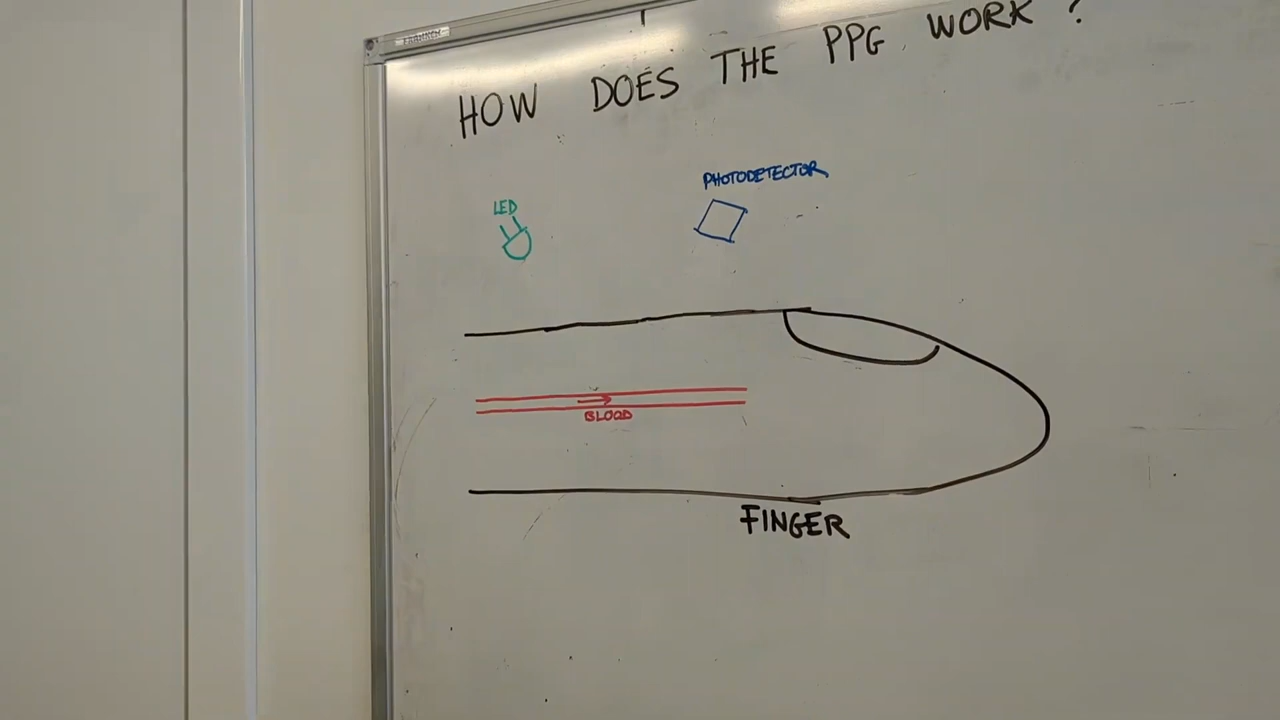 HOW DOES THE PPG WORK ?
PHOTODETECTOR
LED
BLOOD
FINGER